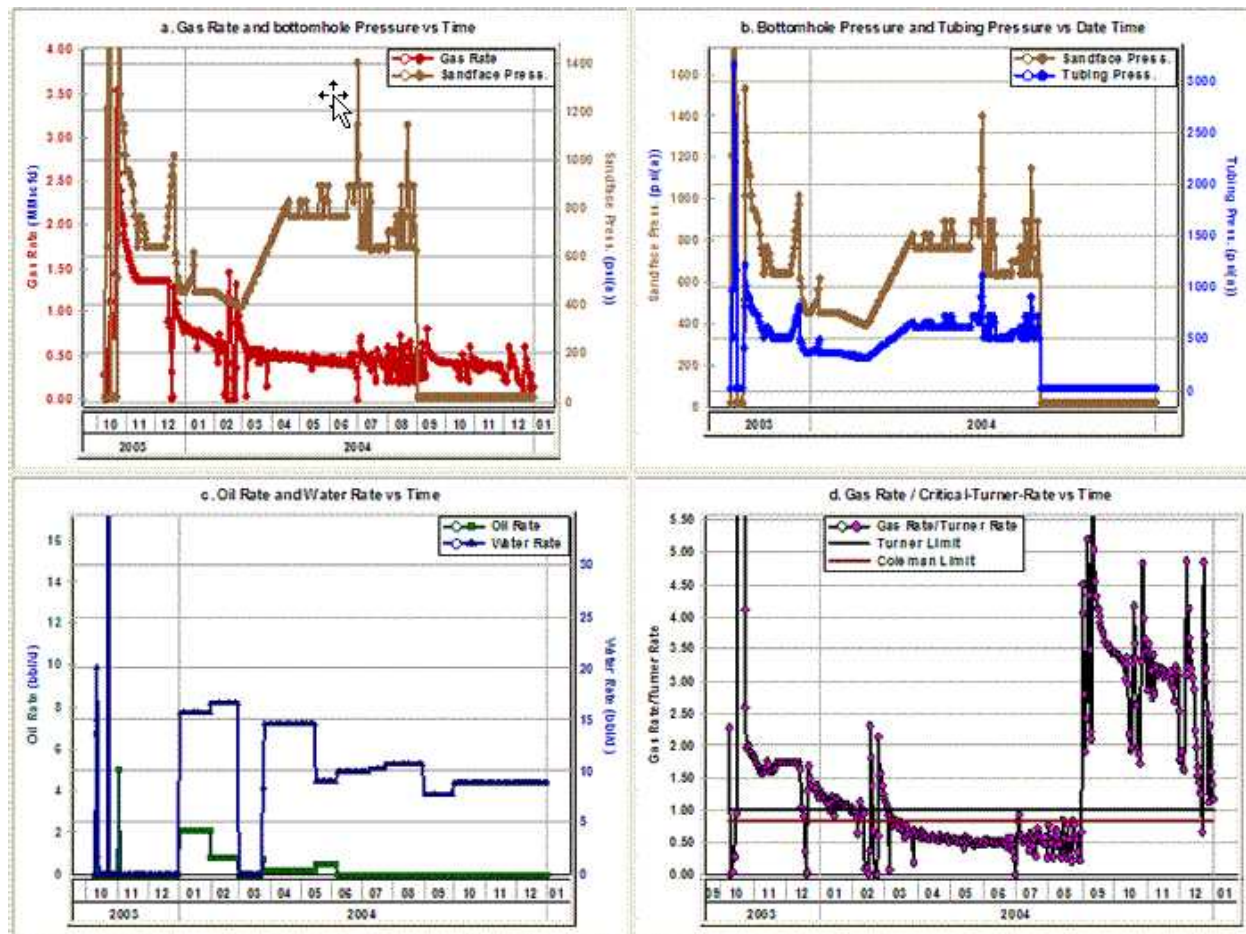 a. Gas Rate and bottomhole Pressure vs Time
Gas Rate
Sandface Press.
Gas Rate (MMscfd)
4.00
3.50
3.00
2.50
2.00
1.50
1.00
0.50
0.00
Sandface Press. (psi(a))
1400
1200
1000
800
600
400
200
0
10 11 12 01 02 03 04 05 06 07 08 09 10 11 12 01
2003 2004
b. Bottomhole Pressure and Tubing Pressure vs Date Time
Sandface Press.
Tubing Press.
Sandface Press. (psi(a))
1600
1400
1200
1000
800
600
400
200
0
Tubing Press. (psi(a))
3000
2500
2000
1500
1000
500
0
2003 2004
c. Oil Rate and Water Rate vs Time
Oil Rate
Water Rate
Oil Rate (bbl/d)
16
14
12
10
8
6
4
2
0
Water Rate (bbl/d)
30
25
20
15
10
5
0
10 11 12 01 02 03 04 05 06 07 08 09 10 11 12 01
2003 2004
d. Gas Rate / Critical-Turner-Rate vs Time
Gas Rate/Turner Rate
Turner Limit
Coleman Limit
Gas Rate/Turner Rate
5.50
5.00
4.50
4.00
3.50
3.00
2.50
2.00
1.50
1.00
0.50
0.00
09 10 11 12 01 02 03 04 05 06 07 08 09 10 11 12 01
2003 2004